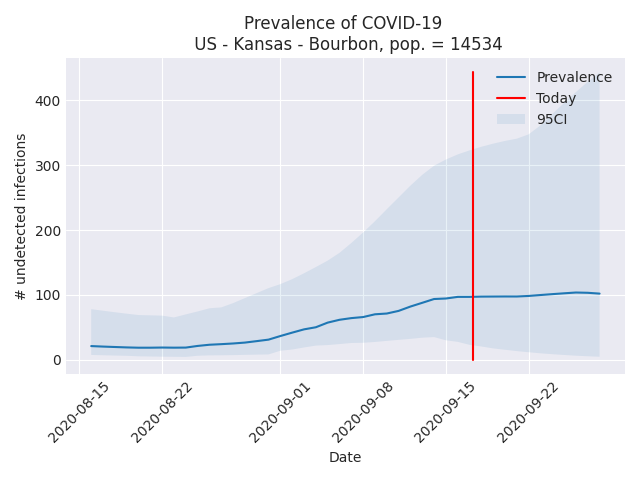 Prevalence of COVID-19
US - Kansas - Bourbon, pop. = 14534
Prevalence
Today
95CI
400
300
200
100
0
# undetected infections
2020-08-15
2020-08-22
2020-09-01
2020-09-08
2020-09-15
2020-09-22
Date